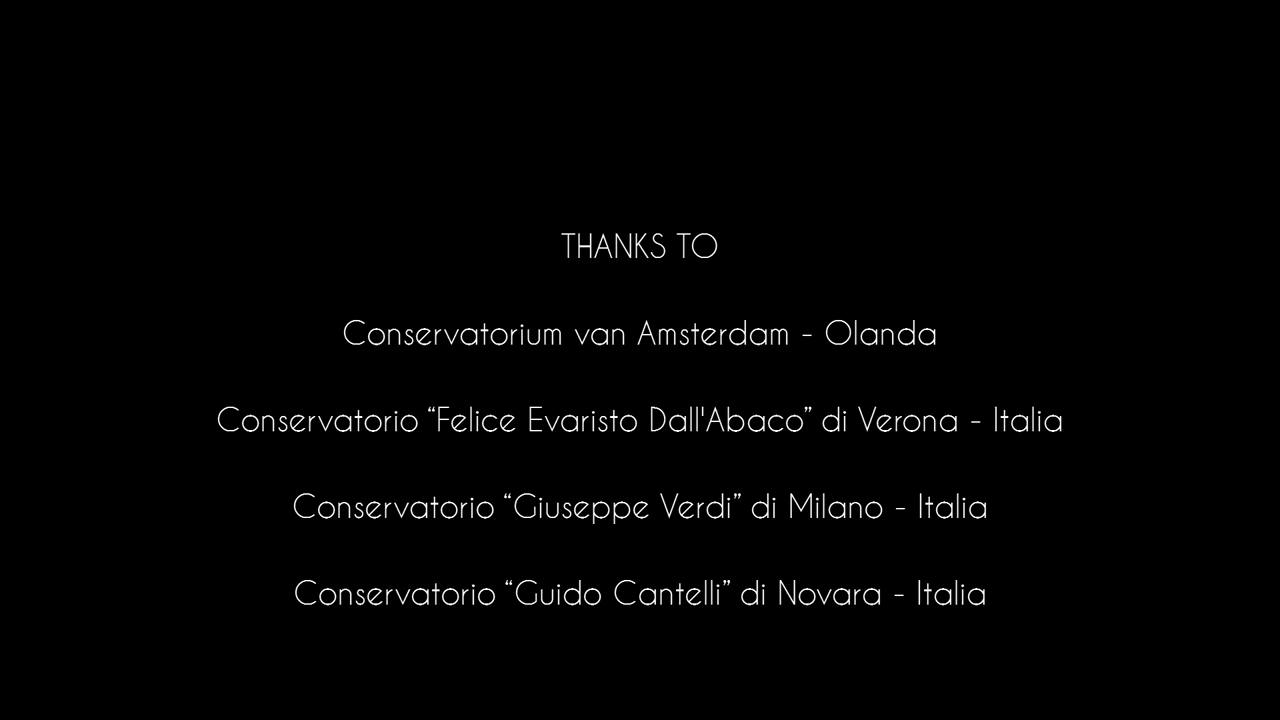 THANKS TO
Conservatorium van Amsterdam - Olanda
Conservatorio “Felice Evaristo Dall'Abaco” di Verona - Italia
Conservatorio “Giuseppe Verdi” di Milano - Italia
Conservatorio “Guido Cantelli” di Novara - Italia